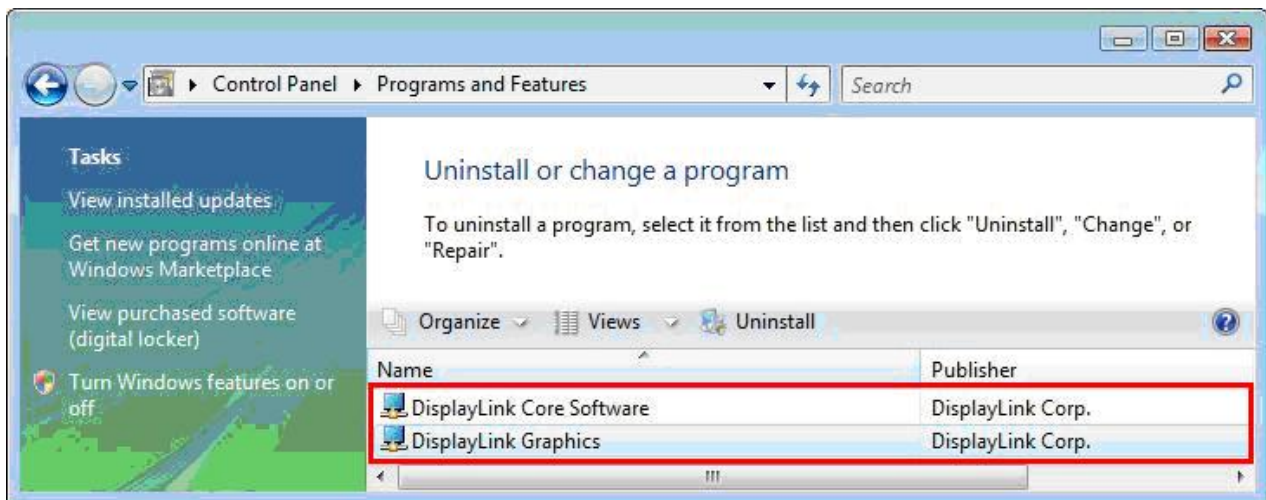 Control Panel ▸ Programs and Features
Search
Tasks
View installed updates
Get new programs online at
Windows Marketplace
View purchased software
(digital locker)
Turn Windows features on or
off
Uninstall or change a program
To uninstall a program, select it from the list and then click "Uninstall", "Change", or
"Repair".
Organize Views Uninstall
Name Publisher
DisplayLink Core Software DisplayLink Corp.
DisplayLink Graphics DisplayLink Corp.